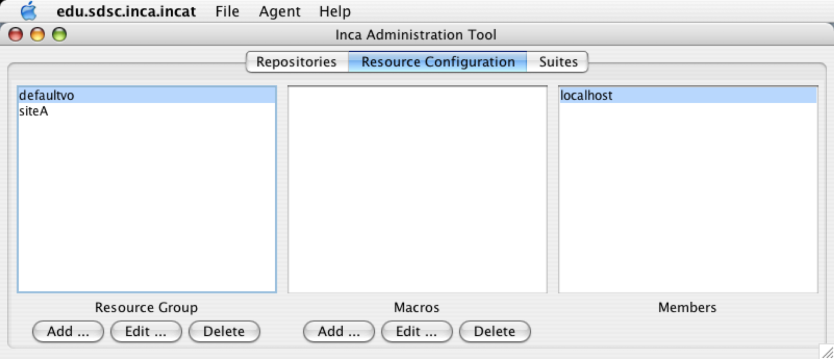 edu.sdsc.inca.incat File Agent Help
Inca Administration Tool
Repositories Resource Configuration Suites
defaultvo
siteA
localhost
Resource Group Macros Members
Add ... Edit ... Delete Add ... Edit ... Delete